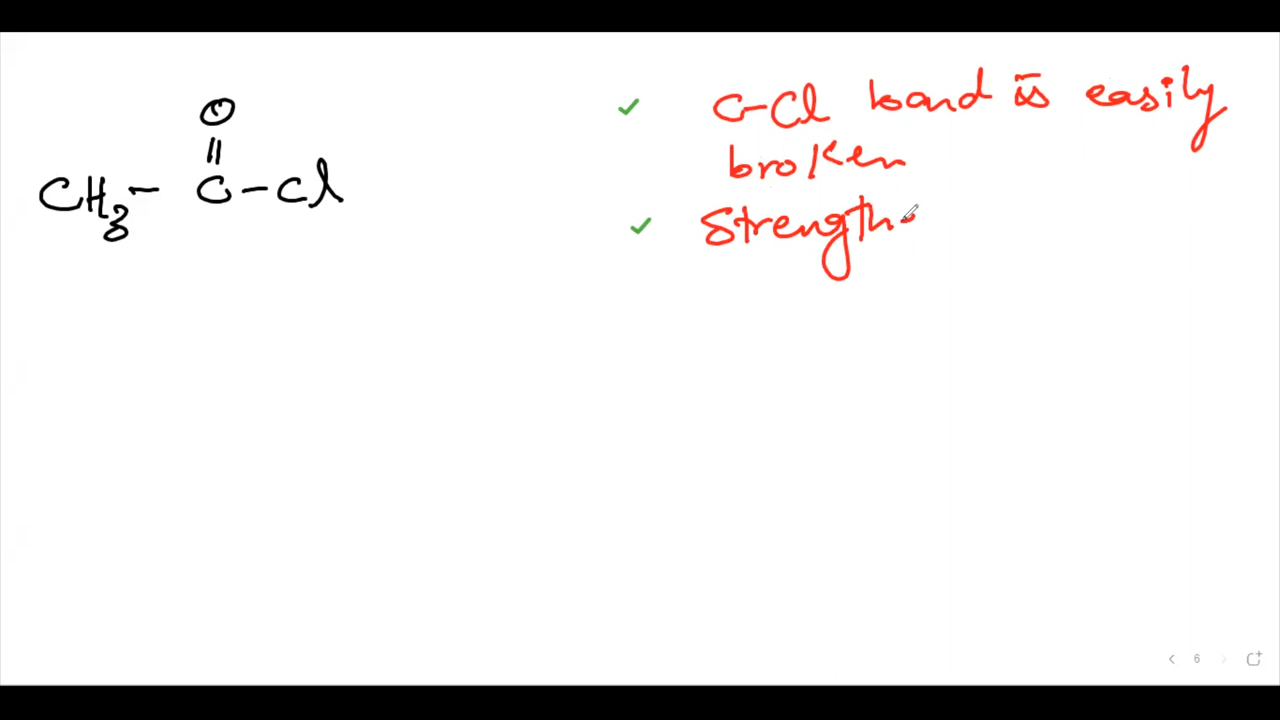 O
||
CH3 - C - Cl
✓ C-Cl bond is easily
broken
✓ Strength
< 6 >